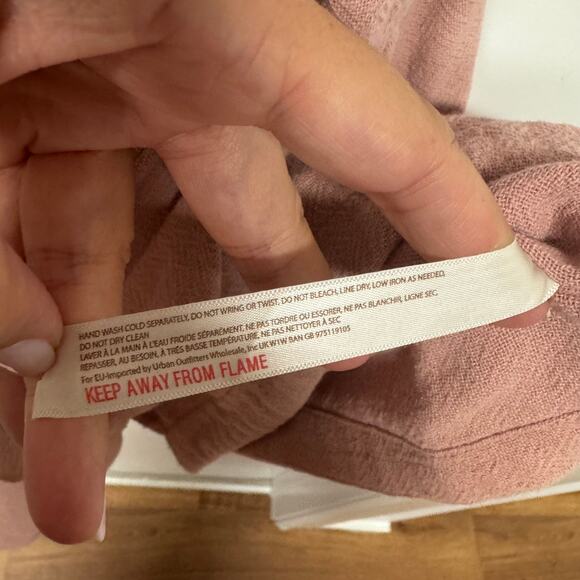 HAND WASH COLD SEPARATELY, DO NOT WRING OR TWIST, DO NOT BLEACH, LINE DRY, LOW IRON AS NEEDED,
DO NOT DRY CLEAN
LAVER À LA MAIN À L'EAU FROIDE SÉPARÉMENT, NE PAS TORDRE OU ESSORER, NE PAS BLANCHIR, LIGNE SEC,
REPASSER, AU BESOIN, À TRÈS BASSE TEMPÉRATURE, NE PAS NETTOYER À SEC
For EU-Imported by Urban Outfitters Wholesale, Inc UK W1W BAN GB 975119105
KEEP AWAY FROM FLAME